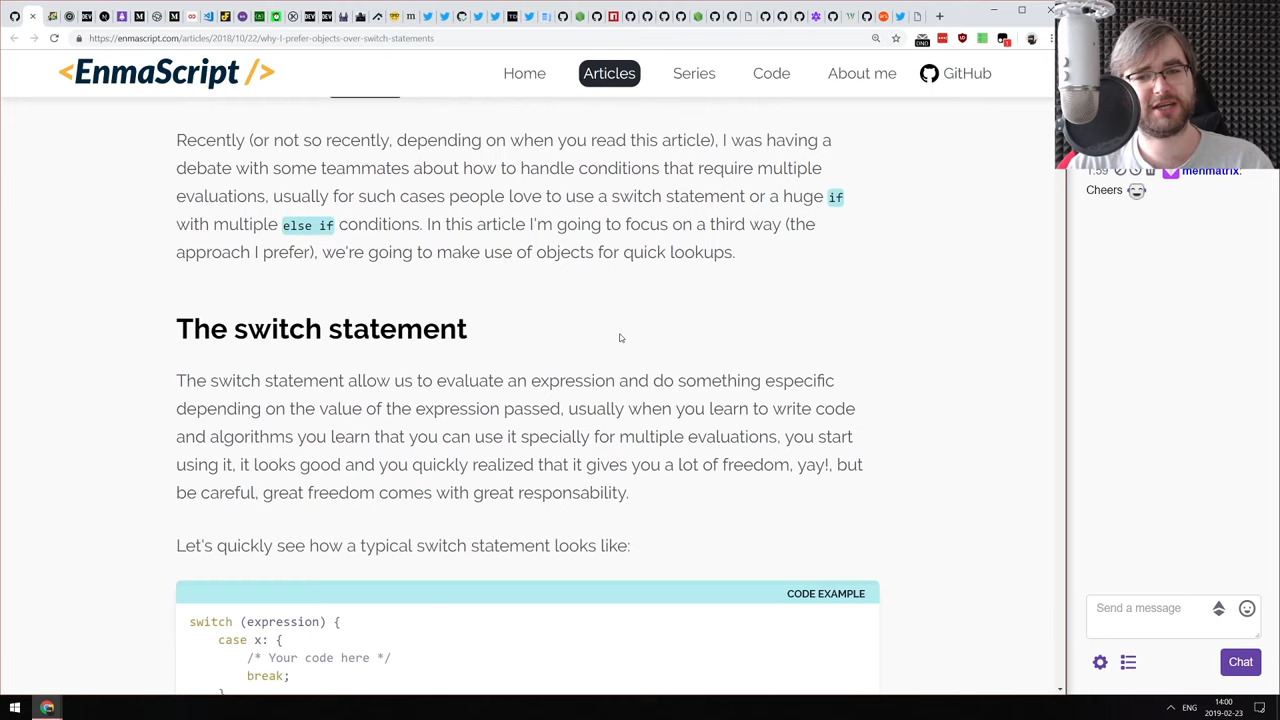 https://enmascript.com/articles/2018/10/22/why-I-prefer-objects-over-switch-statements
<EnmaScript />
Home
Articles
Series
Code
About me
GitHub
Recently (or not so recently, depending on when you read this article), I was having a
debate with some teammates about how to handle conditions that require multiple
evaluations, usually for such cases people love to use a switch statement or a huge if
with multiple else if conditions. In this article I'm going to focus on a third way (the
approach I prefer), we're going to make use of objects for quick lookups.
The switch statement
The switch statement allow us to evaluate an expression and do something especific
depending on the value of the expression passed, usually when you learn to write code
and algorithms you learn that you can use it specially for multiple evaluations, you start
using it, it looks good and you quickly realized that it gives you a lot of freedom, yay!, but
be careful, great freedom comes with great responsability.
Let's quickly see how a typical switch statement looks like:
CODE EXAMPLE
switch (expression) {
case x: {
/* Your code here */
break;
}
1:59 menmatrix:
Cheers
Send a message
Chat
ENG
14:00
2019-02-23